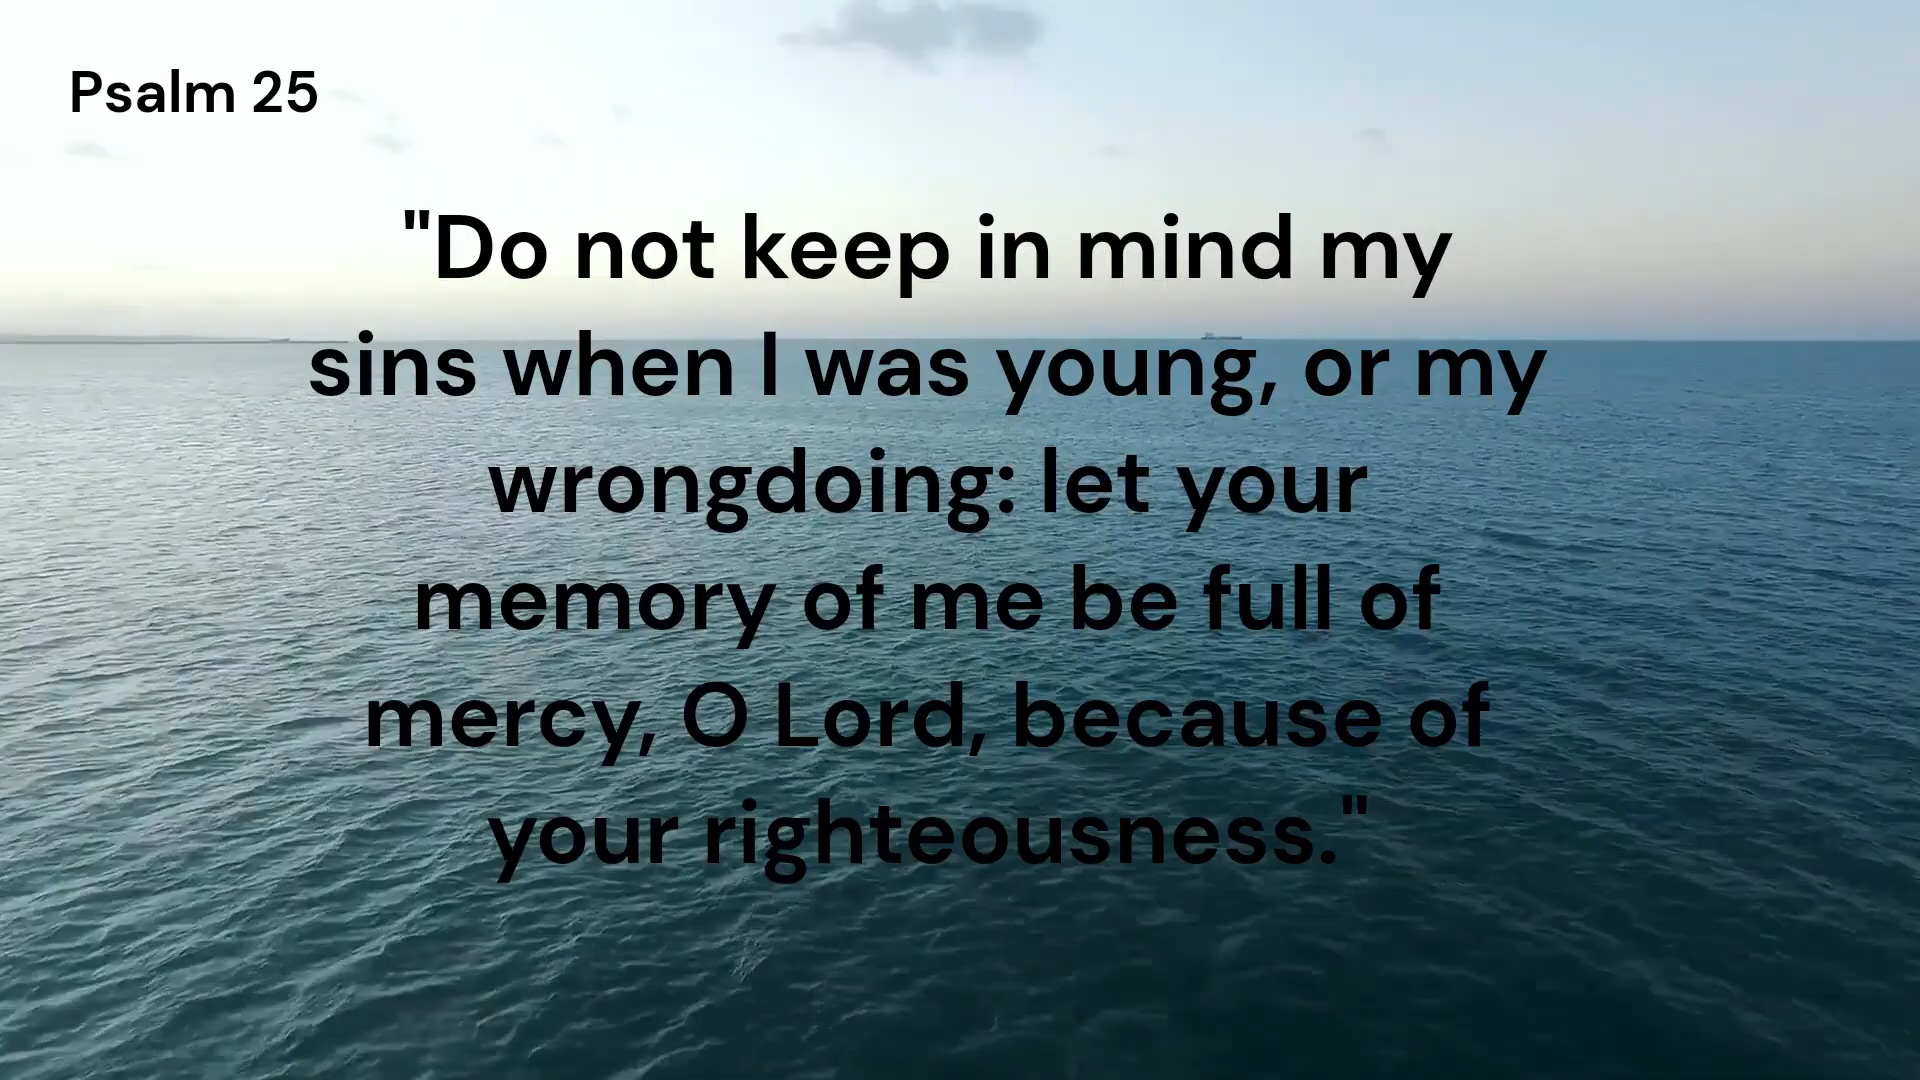 Psalm 25
"Do not keep in mind my
sins when I was young, or my
wrongdoing: let your
memory of me be full of
mercy, O Lord, because of
your righteousness."